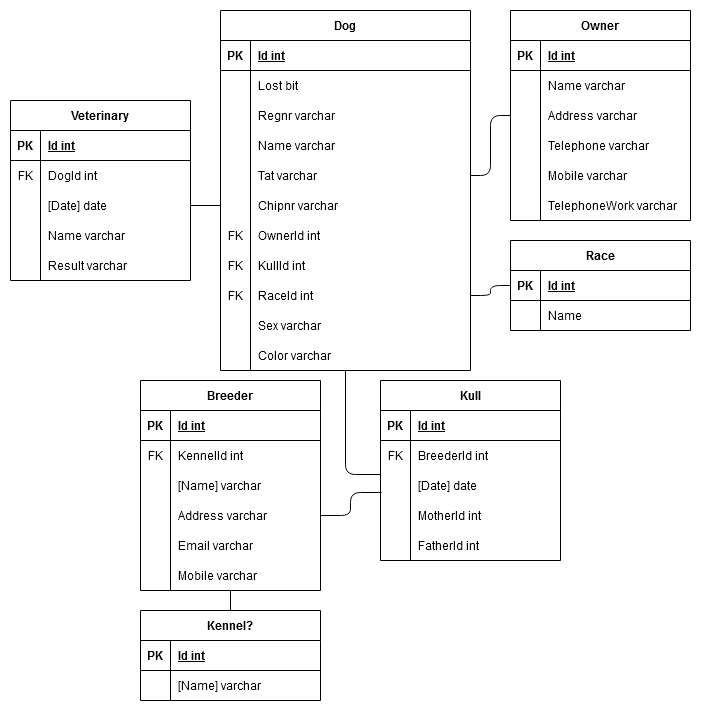 Dog
PK Id int
Lost bit
Regnr varchar
Name varchar
Tat varchar
Chipnr varchar
FK OwnerId int
FK KullId int
FK RaceId int
Sex varchar
Color varchar
Owner
PK Id int
Name varchar
Address varchar
Telephone varchar
Mobile varchar
TelephoneWork varchar
Veterinary
PK Id int
FK DogId int
[Date] date
Name varchar
Result varchar
Race
PK Id int
Name
Breeder
PK Id int
FK KennelId int
[Name] varchar
Address varchar
Email varchar
Mobile varchar
Kull
PK Id int
FK BreederId int
[Date] date
MotherId int
FatherId int
Kennel?
PK Id int
[Name] varchar